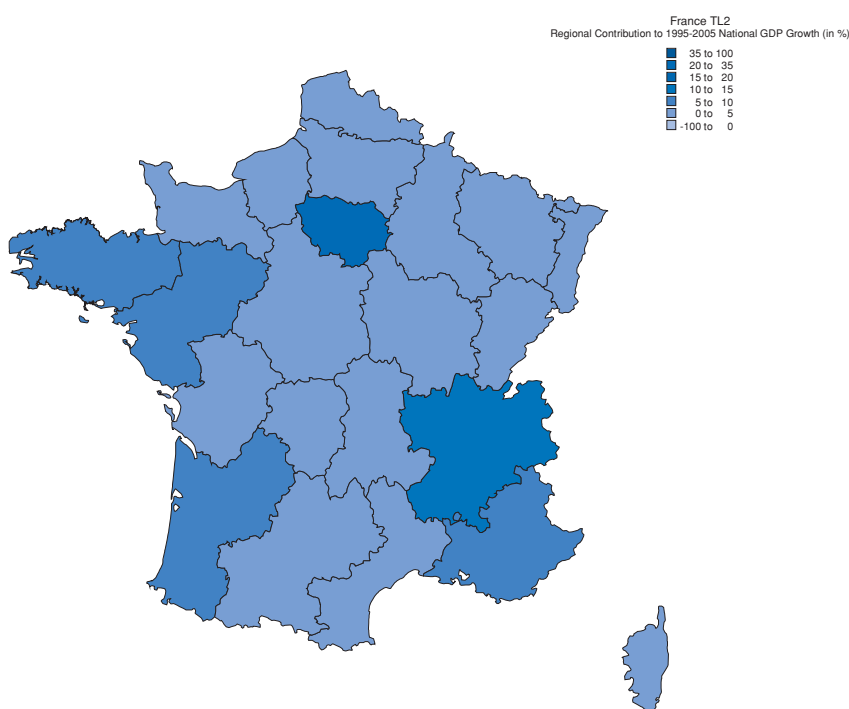 France TL2
Regional Contribution to 1995-2005 National GDP Growth (in %)
35 to 100
20 to 35
15 to 20
10 to 15
5 to 10
0 to 5
-100 to 0